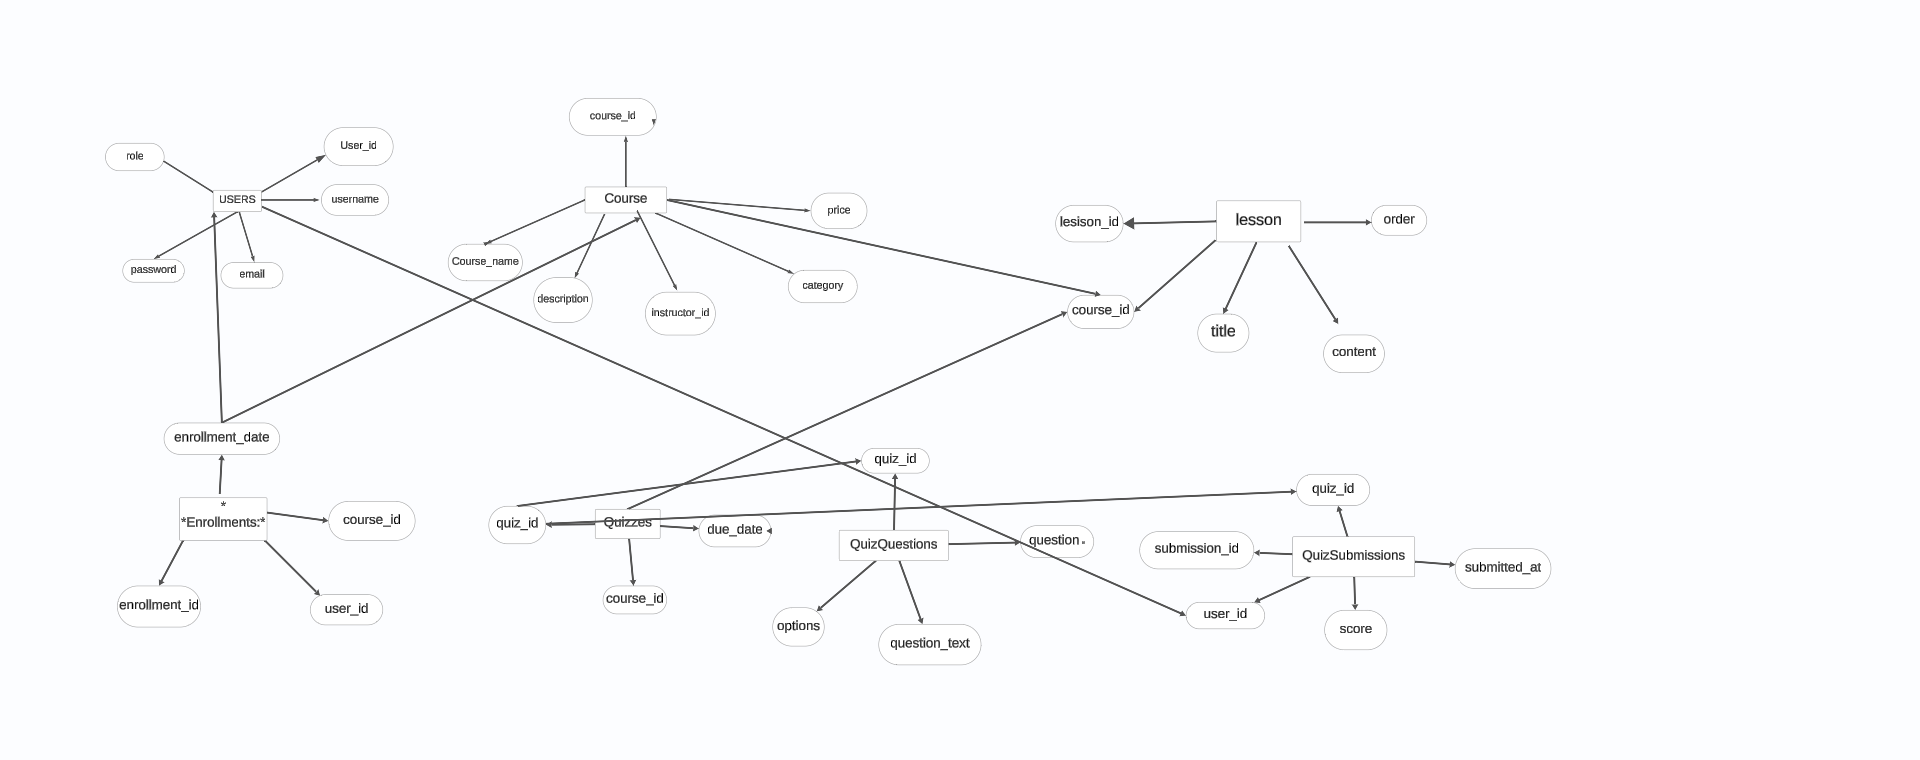 course_id
role
User_id
USERS
username
password
email
Course
price
Course_name
description
instructor_id
category
lesison_id
lesson
order
course_id
title
content
enrollment_date
*
*Enrollments:*
course_id
enrollment_id
user_id
quiz_id
quiz_id
Quizzes
due_date
course_id
QuizQuestions
question
options
question_text
quiz_id
submission_id
QuizSubmissions
submitted_at
user_id
score